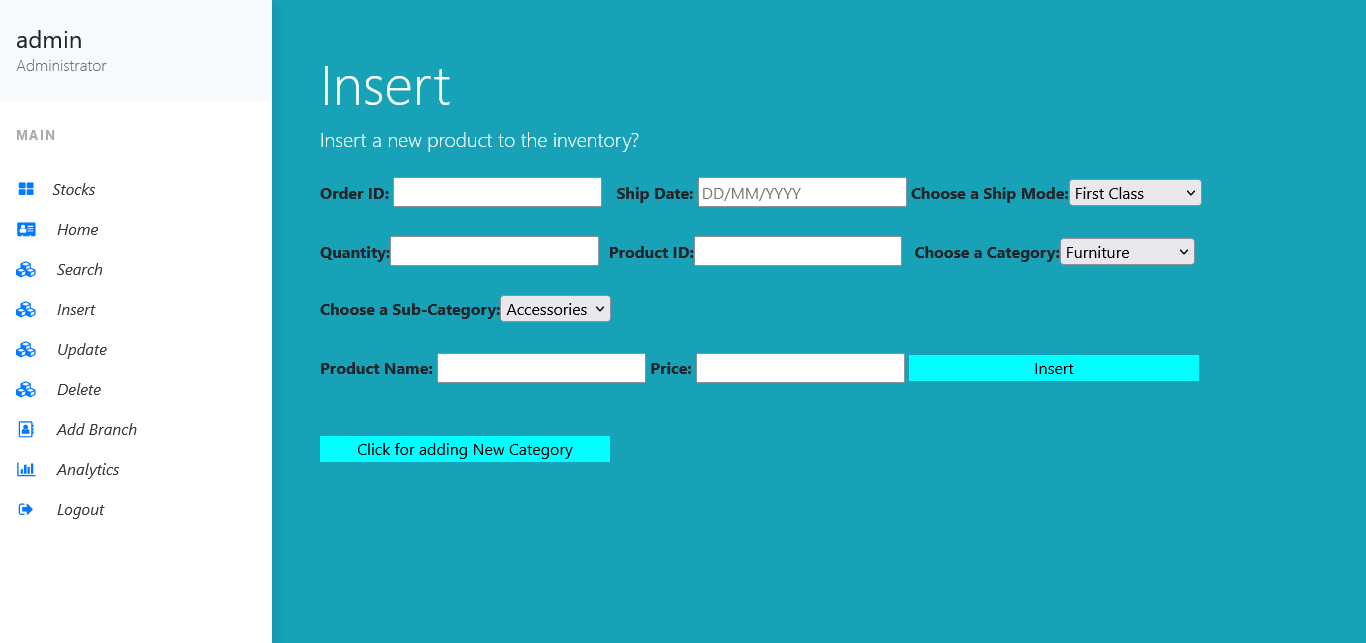 admin
Administrator
MAIN
Stocks
Home
Search
Insert
Update
Delete
Add Branch
Analytics
Logout
Insert
Insert a new product to the inventory?
Order ID: Ship Date: DD/MM/YYYY Choose a Ship Mode: First Class
Quantity: Product ID: Choose a Category: Furniture
Choose a Sub-Category: Accessories
Product Name: Price: Insert
Click for adding New Category